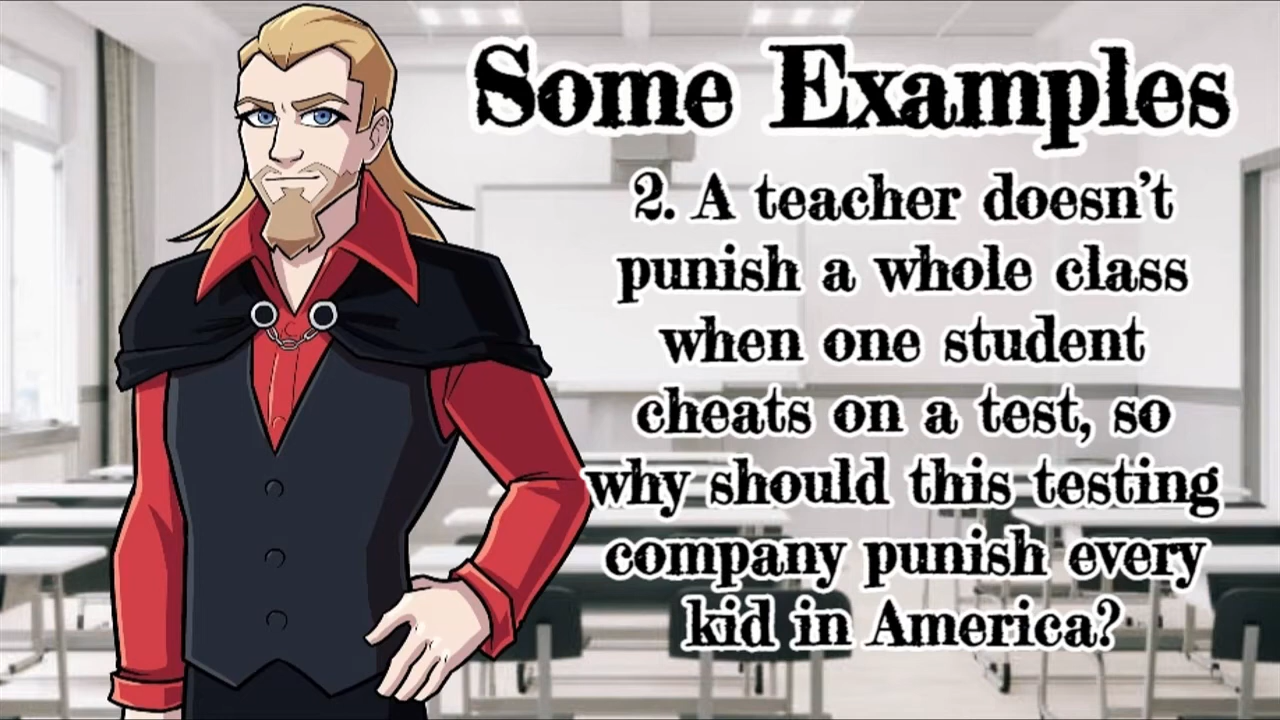 Some Examples
2. A teacher doesn't
punish a whole class
when one student
cheats on a test, so
why should this testing
company punish every
kid in America?